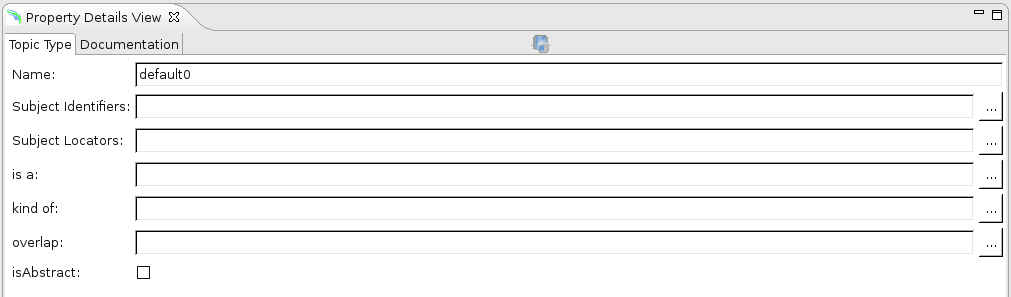 Property Details View
Topic Type Documentation
Name: default0
Subject Identifiers: ...
Subject Locators: ...
is a: ...
kind of: ...
overlap: ...
isAbstract: